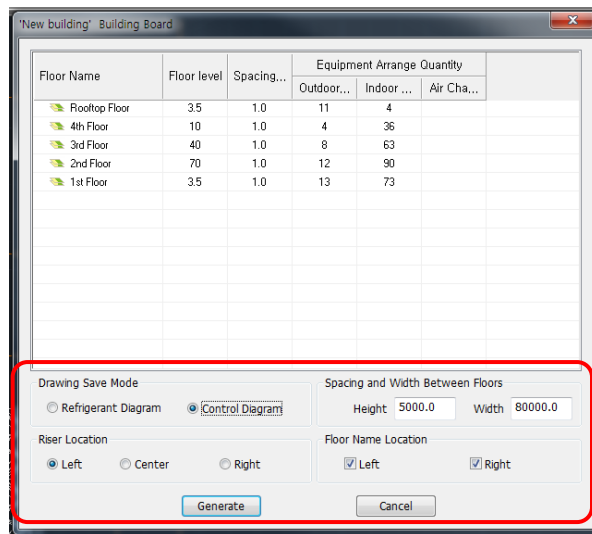 'New building' Building Board
Equipment Arrange Quantity
Floor Name Floor level Spacing...
Outdoor... Indoor ... Air Cha...
Rooftop Floor 3.5 1.0 11 4
4th Floor 10 1.0 4 36
3rd Floor 40 1.0 8 63
2nd Floor 70 1.0 12 90
1st Floor 3.5 1.0 13 73
Drawing Save Mode Spacing and Width Between Floors
Refrigerant Diagram Control Diagram Height 5000.0 Width 80000.0
Riser Location Floor Name Location
Left Center Right Left Right
Generate Cancel